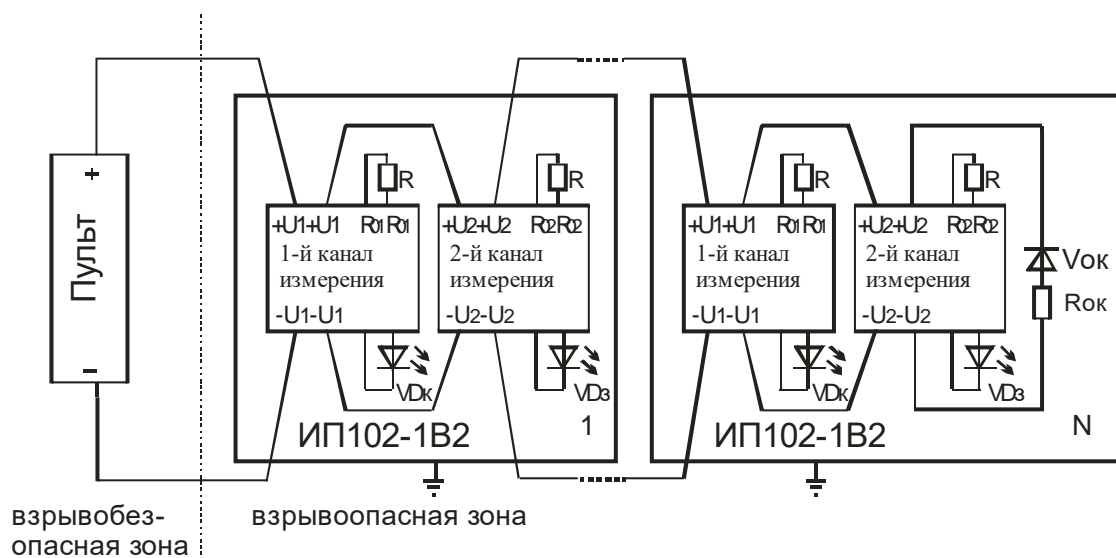 Пульт
+
–
R
R
R
R
+U1+U1 R01R01
1-й канал
измерения
-U1-U1
+U2+U2 R02R02
2-й канал
измерения
-U2-U2
+U1+U1 R01R01
1-й канал
измерения
-U1-U1
+U2+U2 R02R02
2-й канал
измерения
-U2-U2
Vок
Rок
VDк
VDз
VDк
VDз
ИП102-1В2
1
ИП102-1В2
N
взрывобез-
опасная зона
взрывоопасная зона